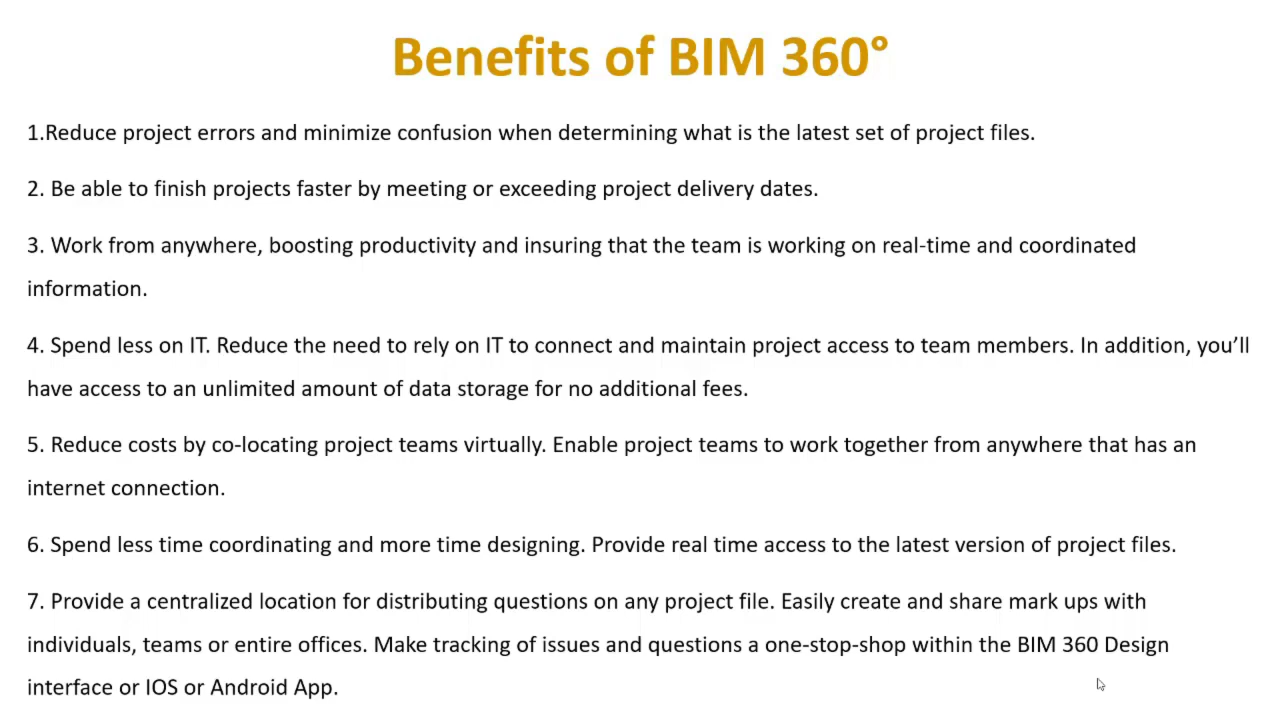 Benefits of BIM 360°
1.Reduce project errors and minimize confusion when determining what is the latest set of project files.
2. Be able to finish projects faster by meeting or exceeding project delivery dates.
3. Work from anywhere, boosting productivity and insuring that the team is working on real-time and coordinated
information.
4. Spend less on IT. Reduce the need to rely on IT to connect and maintain project access to team members. In addition, you’ll
have access to an unlimited amount of data storage for no additional fees.
5. Reduce costs by co-locating project teams virtually. Enable project teams to work together from anywhere that has an
internet connection.
6. Spend less time coordinating and more time designing. Provide real time access to the latest version of project files.
7. Provide a centralized location for distributing questions on any project file. Easily create and share mark ups with
individuals, teams or entire offices. Make tracking of issues and questions a one-stop-shop within the BIM 360 Design
interface or IOS or Android App.